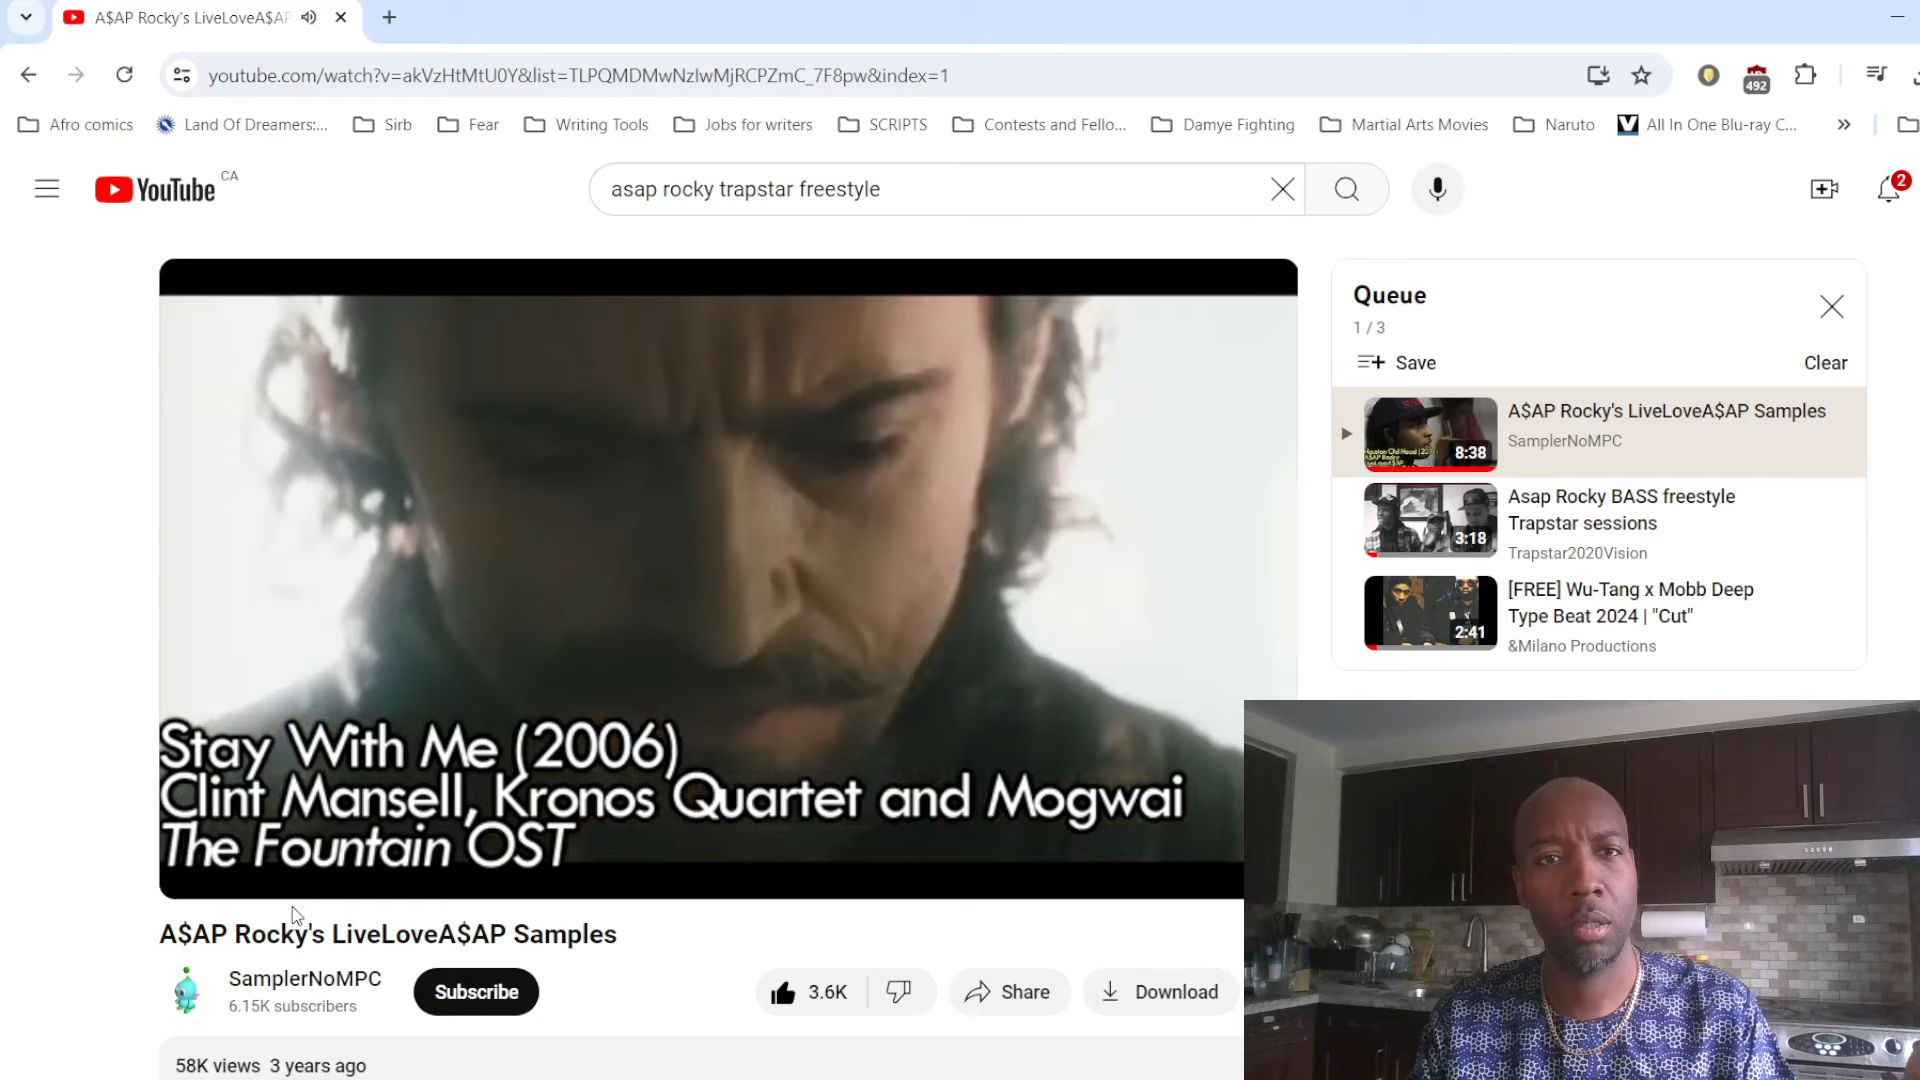 A$AP Rocky's LiveLoveA$AP
youtube.com/watch?v=akVzHtMtU0Y&list=TLPQMDMwNzIwMjRCPZmC_7F8pw&index=1
492
Afro comics
Land Of Dreamers:...
Sirb
Fear
Writing Tools
Jobs for writers
SCRIPTS
Contests and Fello...
Damye Fighting
Martial Arts Movies
Naruto
All In One Blu-ray C...
YouTube CA
asap rocky trapstar freestyle
2
Stay With Me (2006)
Clint Mansell, Kronos Quartet and Mogwai
The Fountain OST
A$AP Rocky's LiveLoveA$AP Samples
SamplerNoMPC
6.15K subscribers
Subscribe
3.6K
Share
Download
58K views 3 years ago
Queue
1 / 3
Save
Clear
A$AP Rocky's LiveLoveA$AP Samples
SamplerNoMPC
8:38
Asap Rocky BASS freestyle
Trapstar sessions
Trapstar2020Vision
3:18
[FREE] Wu-Tang x Mobb Deep
Type Beat 2024 | "Cut"
&Milano Productions
2:41